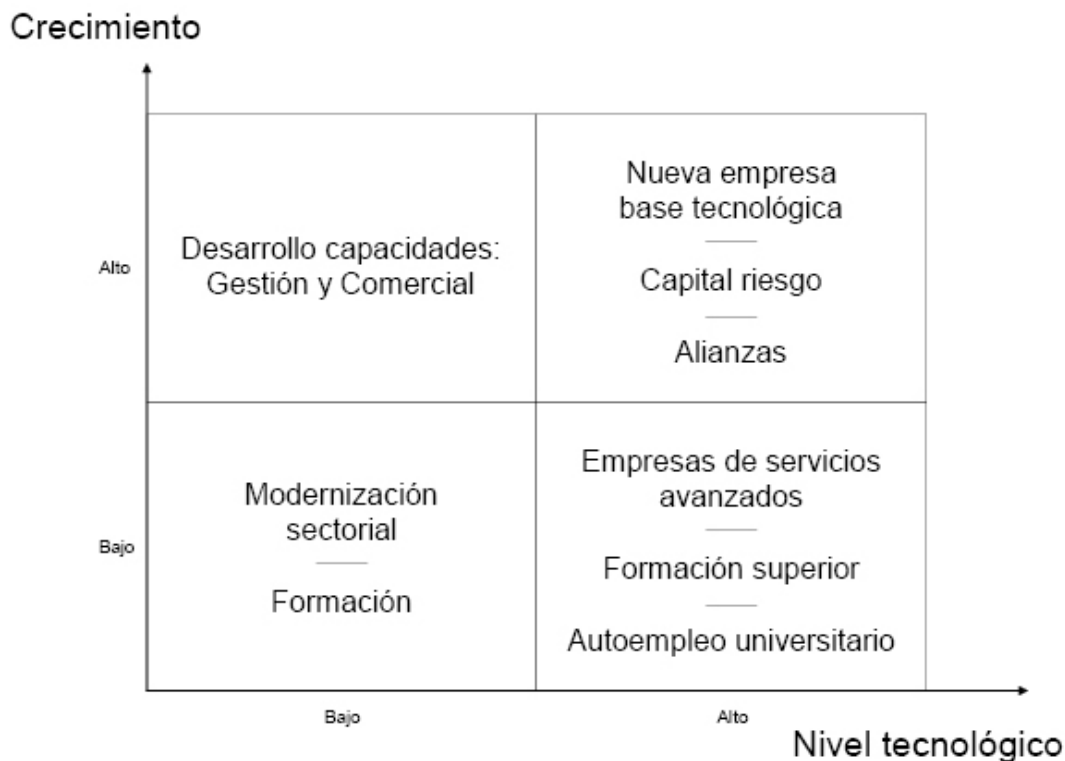 Crecimiento
Alto
Desarrollo capacidades:
Gestión y Comercial
Nueva empresa
base tecnológica
Capital riesgo
Alianzas
Bajo
Modernización
sectorial
Formación
Empresas de servicios
avanzados
Formación superior
Autoempleo universitario
Bajo
Alto
Nivel tecnológico